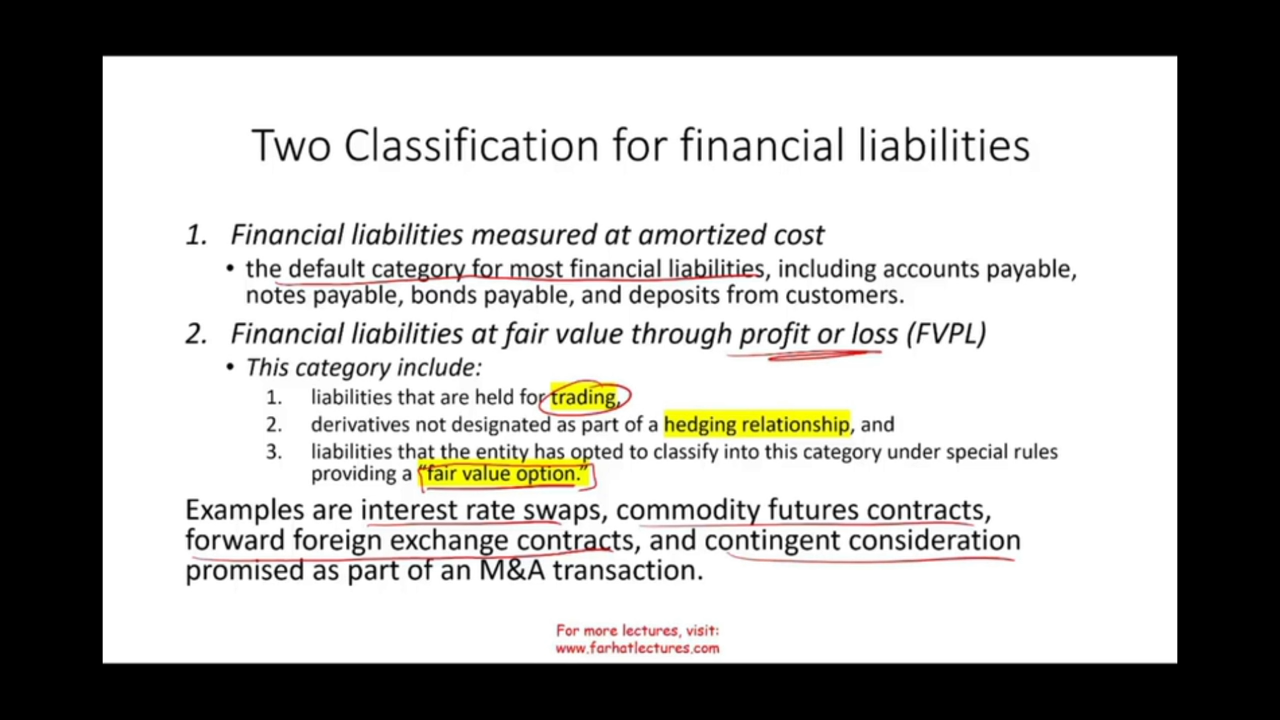 Two Classification for financial liabilities
1. Financial liabilities measured at amortized cost
• the default category for most financial liabilities, including accounts payable,
notes payable, bonds payable, and deposits from customers.
2. Financial liabilities at fair value through profit or loss (FVPL)
• This category include:
1. liabilities that are held for trading,
2. derivatives not designated as part of a hedging relationship, and
3. liabilities that the entity has opted to classify into this category under special rules
providing a “fair value option.”
Examples are interest rate swaps, commodity futures contracts,
forward foreign exchange contracts, and contingent consideration
promised as part of an M&A transaction.
For more lectures, visit:
www.farhatlectures.com